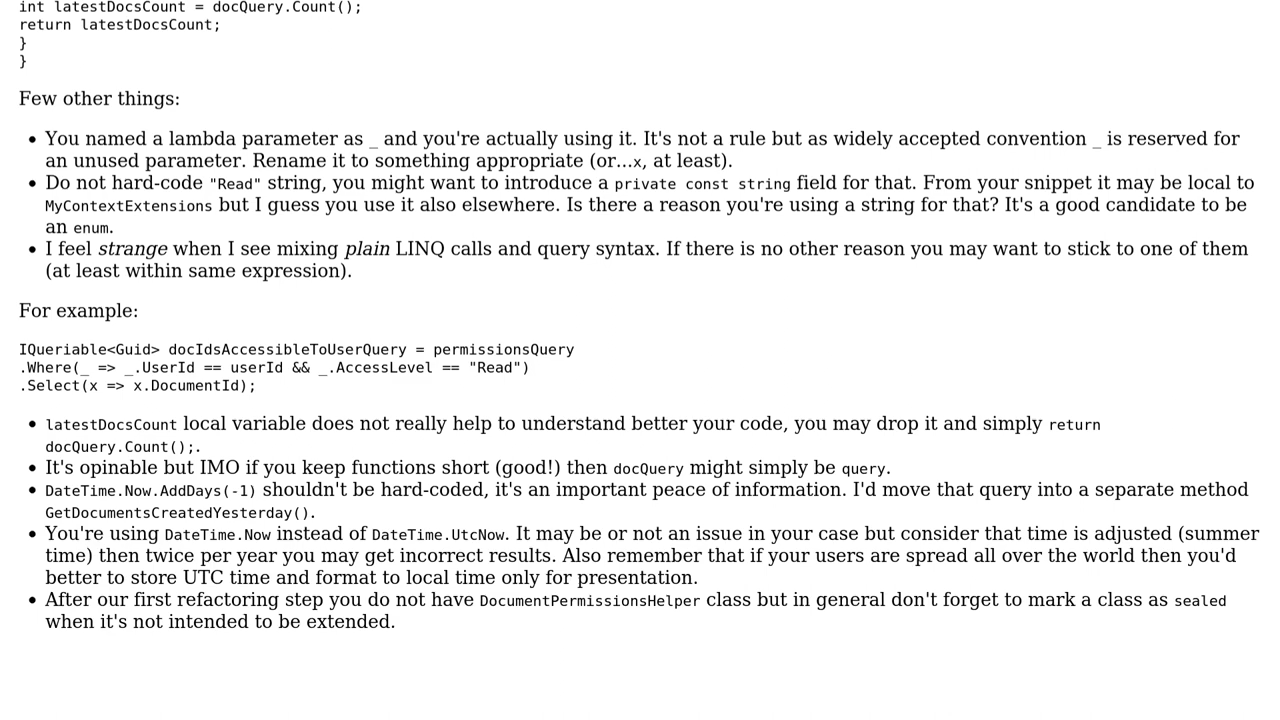 int latestDocsCount = docQuery.Count();
return latestDocsCount;
}
}
Few other things:
• You named a lambda parameter as _ and you're actually using it. It's not a rule but as widely accepted convention _ is reserved for
an unused parameter. Rename it to something appropriate (or...x, at least).
• Do not hard-code "Read" string, you might want to introduce a private const string field for that. From your snippet it may be local to
MyContextExtensions but I guess you use it also elsewhere. Is there a reason you're using a string for that? It's a good candidate to be
an enum.
• I feel strange when I see mixing plain LINQ calls and query syntax. If there is no other reason you may want to stick to one of them
(at least within same expression).
For example:
IQueriable<Guid> docIdsAccessibleToUserQuery = permissionsQuery
.Where(_ => _.UserId == userId && _.AccessLevel == "Read")
.Select(x => x.DocumentId);
• latestDocsCount local variable does not really help to understand better your code, you may drop it and simply return
docQuery.Count();.
• It's opinable but IMO if you keep functions short (good!) then docQuery might simply be query.
• DateTime.Now.AddDays(-1) shouldn't be hard-coded, it's an important peace of information. I'd move that query into a separate method
GetDocumentsCreatedYesterday().
• You're using DateTime.Now instead of DateTime.UtcNow. It may be or not an issue in your case but consider that time is adjusted (summer
time) then twice per year you may get incorrect results. Also remember that if your users are spread all over the world then you'd
better to store UTC time and format to local time only for presentation.
• After our first refactoring step you do not have DocumentPermissionsHelper class but in general don't forget to mark a class as sealed
when it's not intended to be extended.